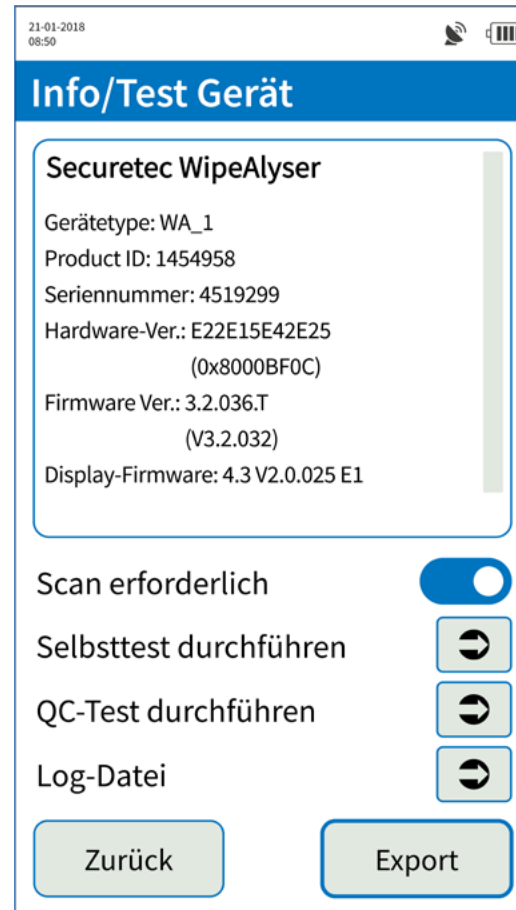 21-01-2018
08:50
Info/Test Gerät
Securetec WipeAlyser
Gerätetype: WA_1
Product ID: 1454958
Seriennummer: 4519299
Hardware-Ver.: E22E15E42E25
(0x8000BF0C)
Firmware Ver.: 3.2.036.T
(V3.2.032)
Display-Firmware: 4.3 V2.0.025 E1
Scan erforderlich
Selbsttest durchführen
QC-Test durchführen
Log-Datei
Zurück Export